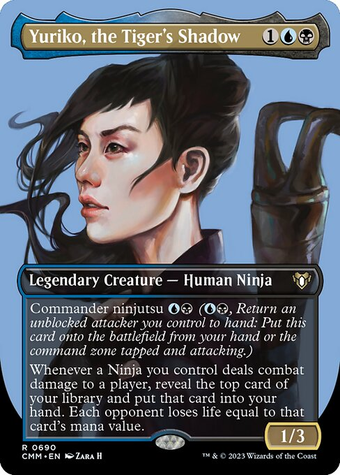 Yuriko, the Tiger's Shadow 1
Legendary Creature — Human Ninja
Commander ninjutsu (, Return an
unblocked attacker you control to hand: Put this
card onto the battlefield from your hand or the
command zone tapped and attacking.)
Whenever a Ninja you control deals combat
damage to a player, reveal the top card of
your library and put that card into your
hand. Each opponent loses life equal to that
card's mana value.
1/3
R 0690
CMM • EN Zara H
™ & © 2023 Wizards of the Coast